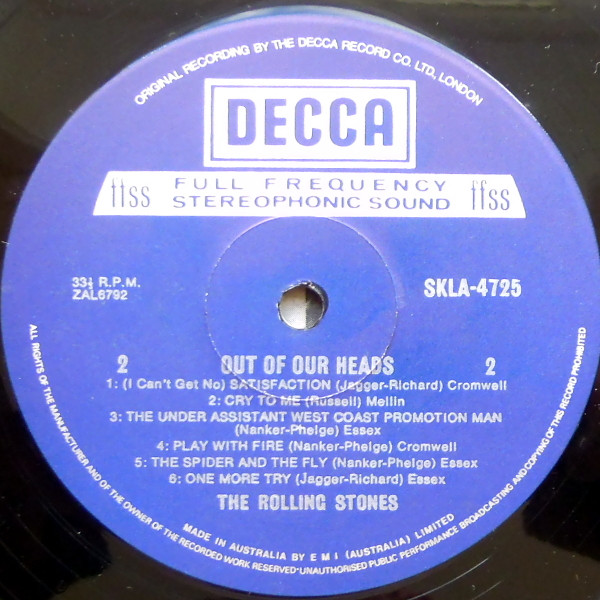 ORIGINAL RECORDING BY THE DECCA RECORD CO. LTD., LONDON
DECCA
ffss FULL FREQUENCY STEREOPHONIC SOUND ffss
33⅓ R.P.M.
ZAL6792
SKLA-4725
2 OUT OF OUR HEADS 2
1: (I Can't Get No) SATISFACTION (Jagger-Richard) Cromwell
2: CRY TO ME (Russell) Mellin
3: THE UNDER ASSISTANT WEST COAST PROMOTION MAN
(Nanker-Phelge) Essex
4: PLAY WITH FIRE (Nanker-Phelge) Cromwell
5: THE SPIDER AND THE FLY (Nanker-Phelge) Essex
6: ONE MORE TRY (Jagger-Richard) Essex
THE ROLLING STONES
MADE IN AUSTRALIA BY E M I (AUSTRALIA) LIMITED
ALL RIGHTS OF THE MANUFACTURER AND OF THE OWNER OF THE RECORDED WORK RESERVED-UNAUTHORISED PUBLIC PERFORMANCE BROADCASTING AND COPYING OF THIS RECORD PROHIBITED